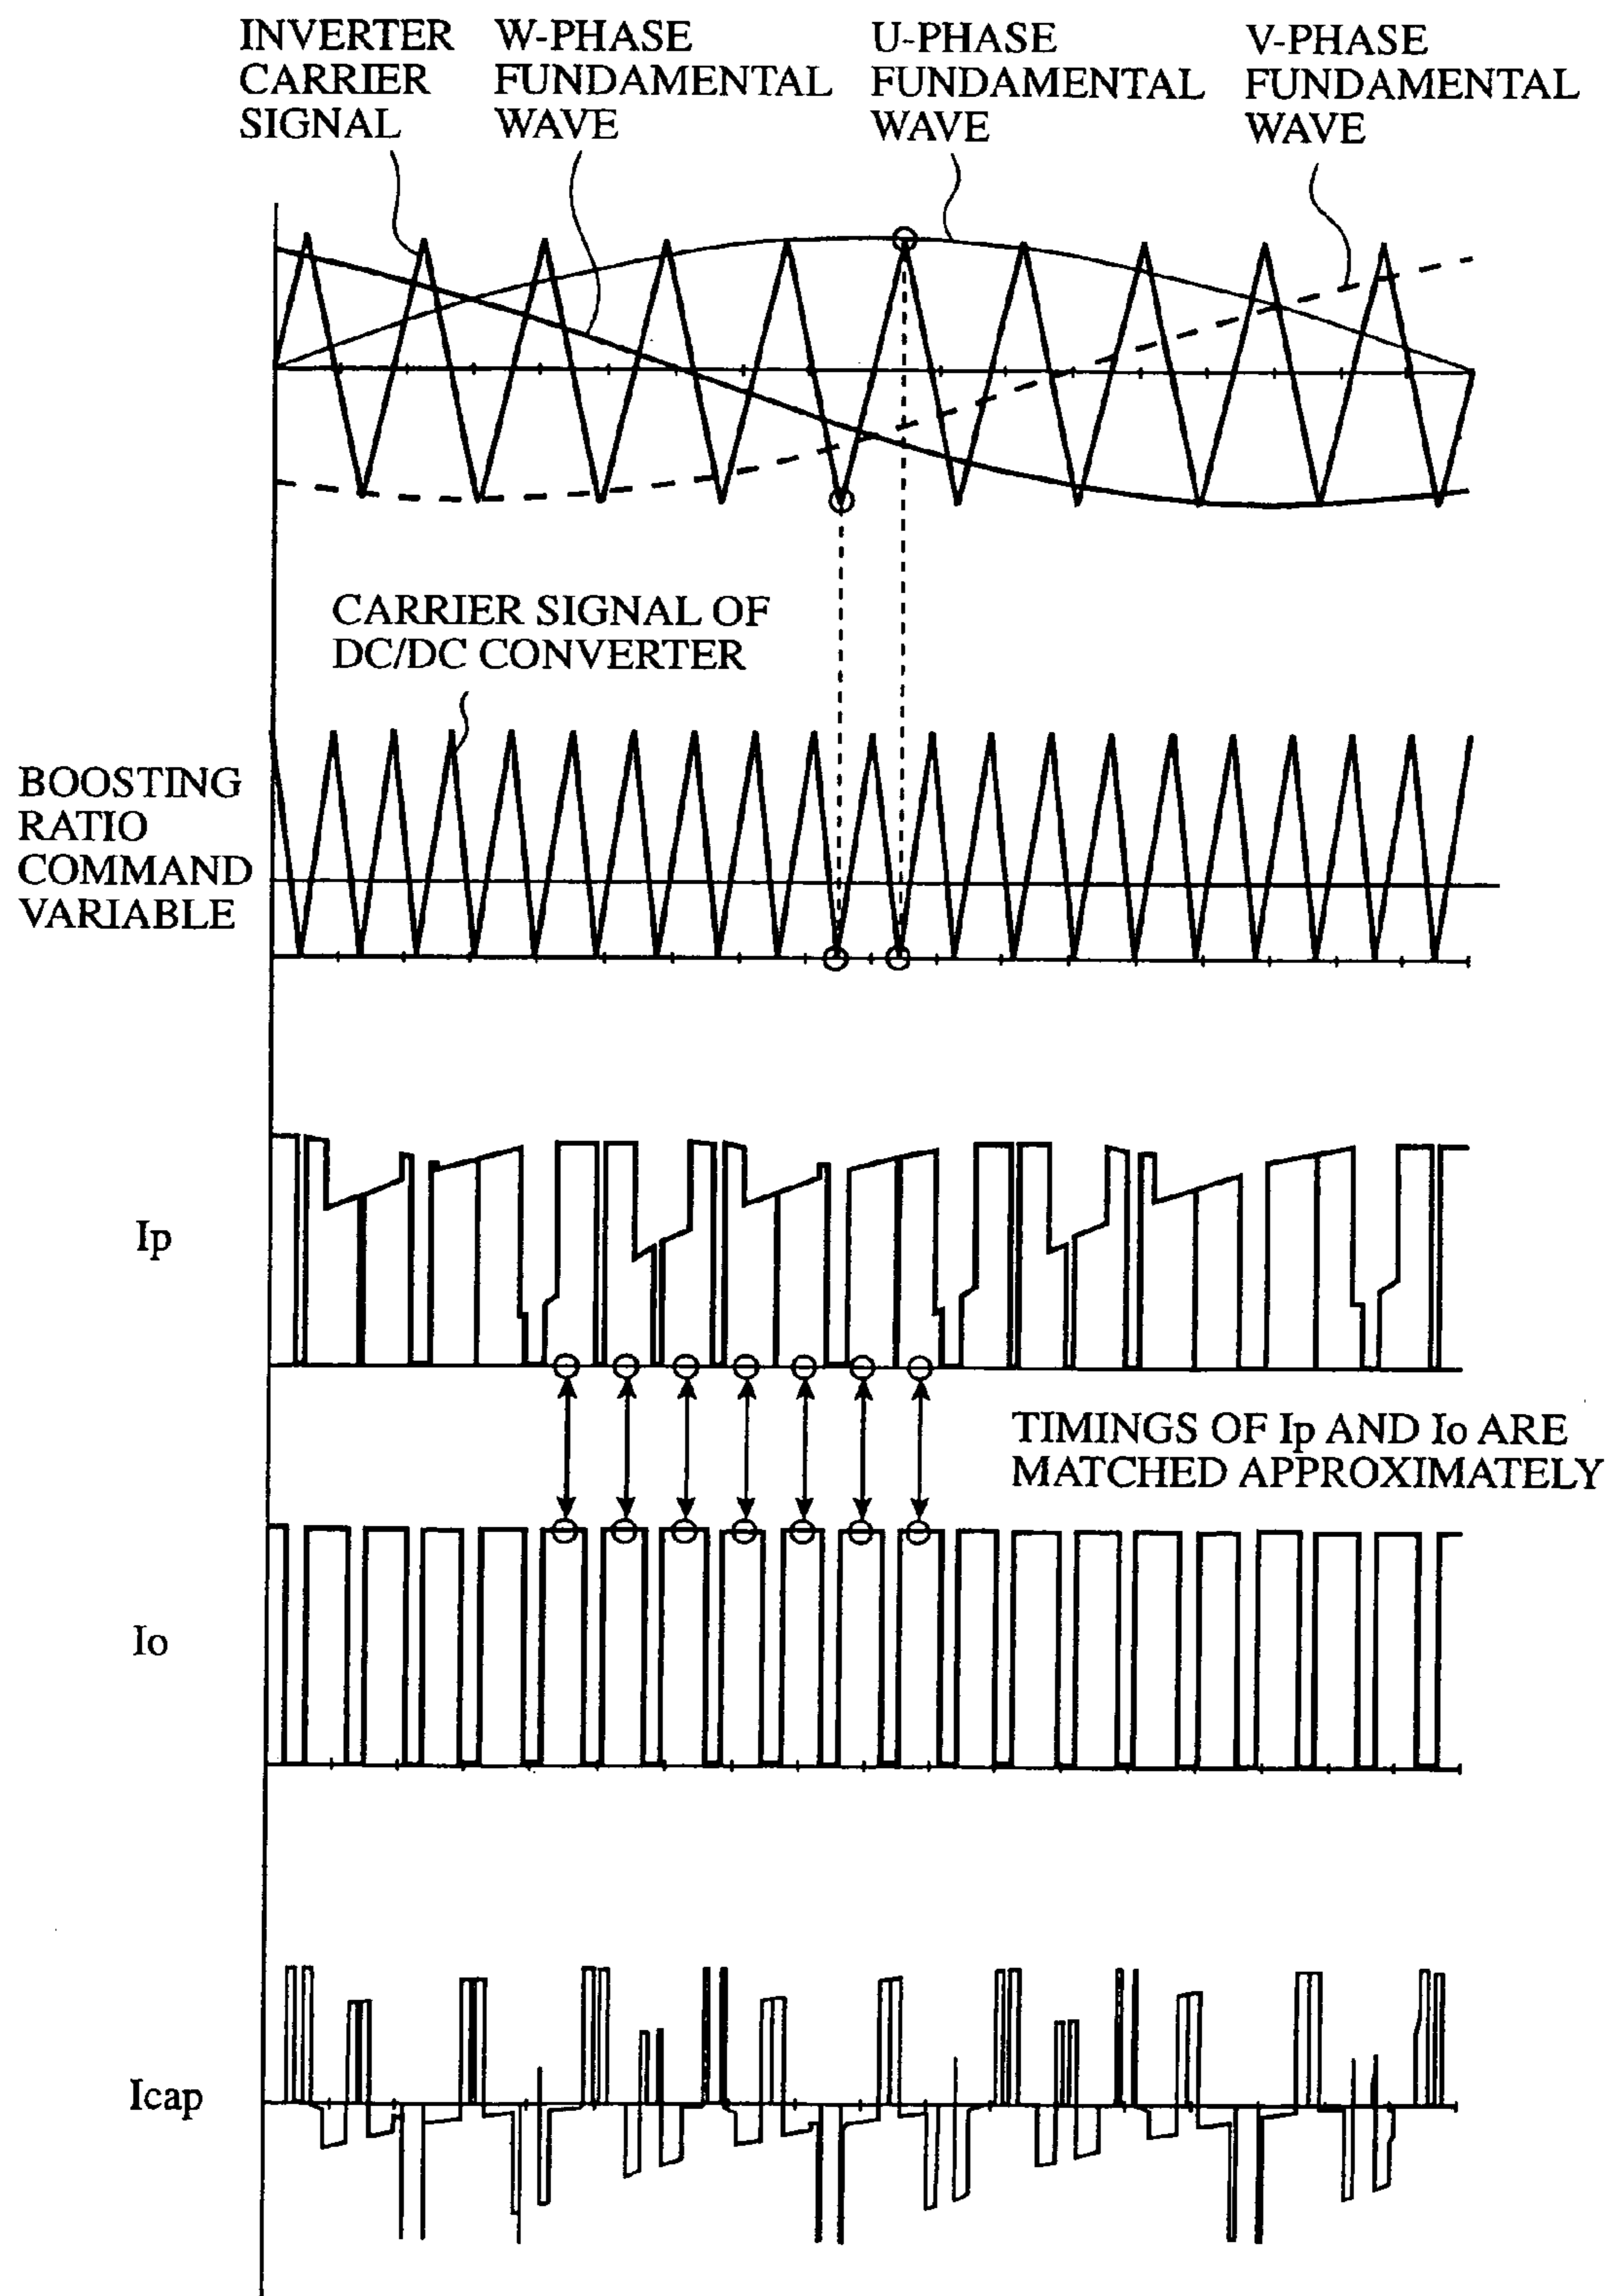 INVERTER
CARRIER
SIGNAL
W-PHASE
FUNDAMENTAL
WAVE
U-PHASE
FUNDAMENTAL
WAVE
V-PHASE
FUNDAMENTAL
WAVE
CARRIER SIGNAL OF
DC/DC CONVERTER
BOOSTING
RATIO
COMMAND
VARIABLE
Ip
TIMINGS OF Ip AND Io ARE
MATCHED APPROXIMATELY
Io
Icap